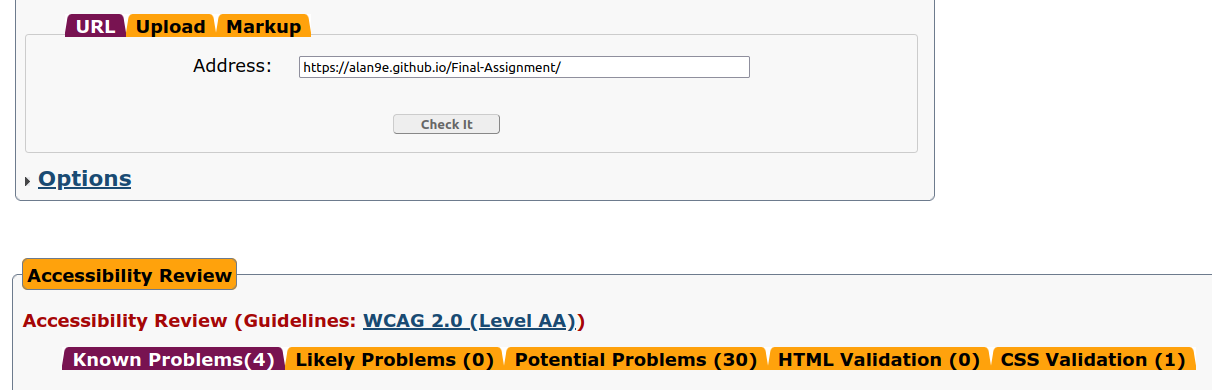 URL Upload Markup
Address: https://alan9e.github.io/Final-Assignment/
Check It
Options
Accessibility Review
Accessibility Review (Guidelines: WCAG 2.0 (Level AA))
Known Problems(4) Likely Problems (0) Potential Problems (30) HTML Validation (0) CSS Validation (1)